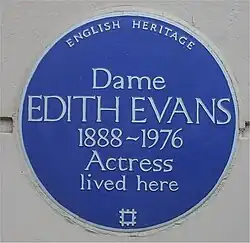 ENGLISH HERITAGE
Dame
EDITH EVANS
1888~1976
Actress
lived here